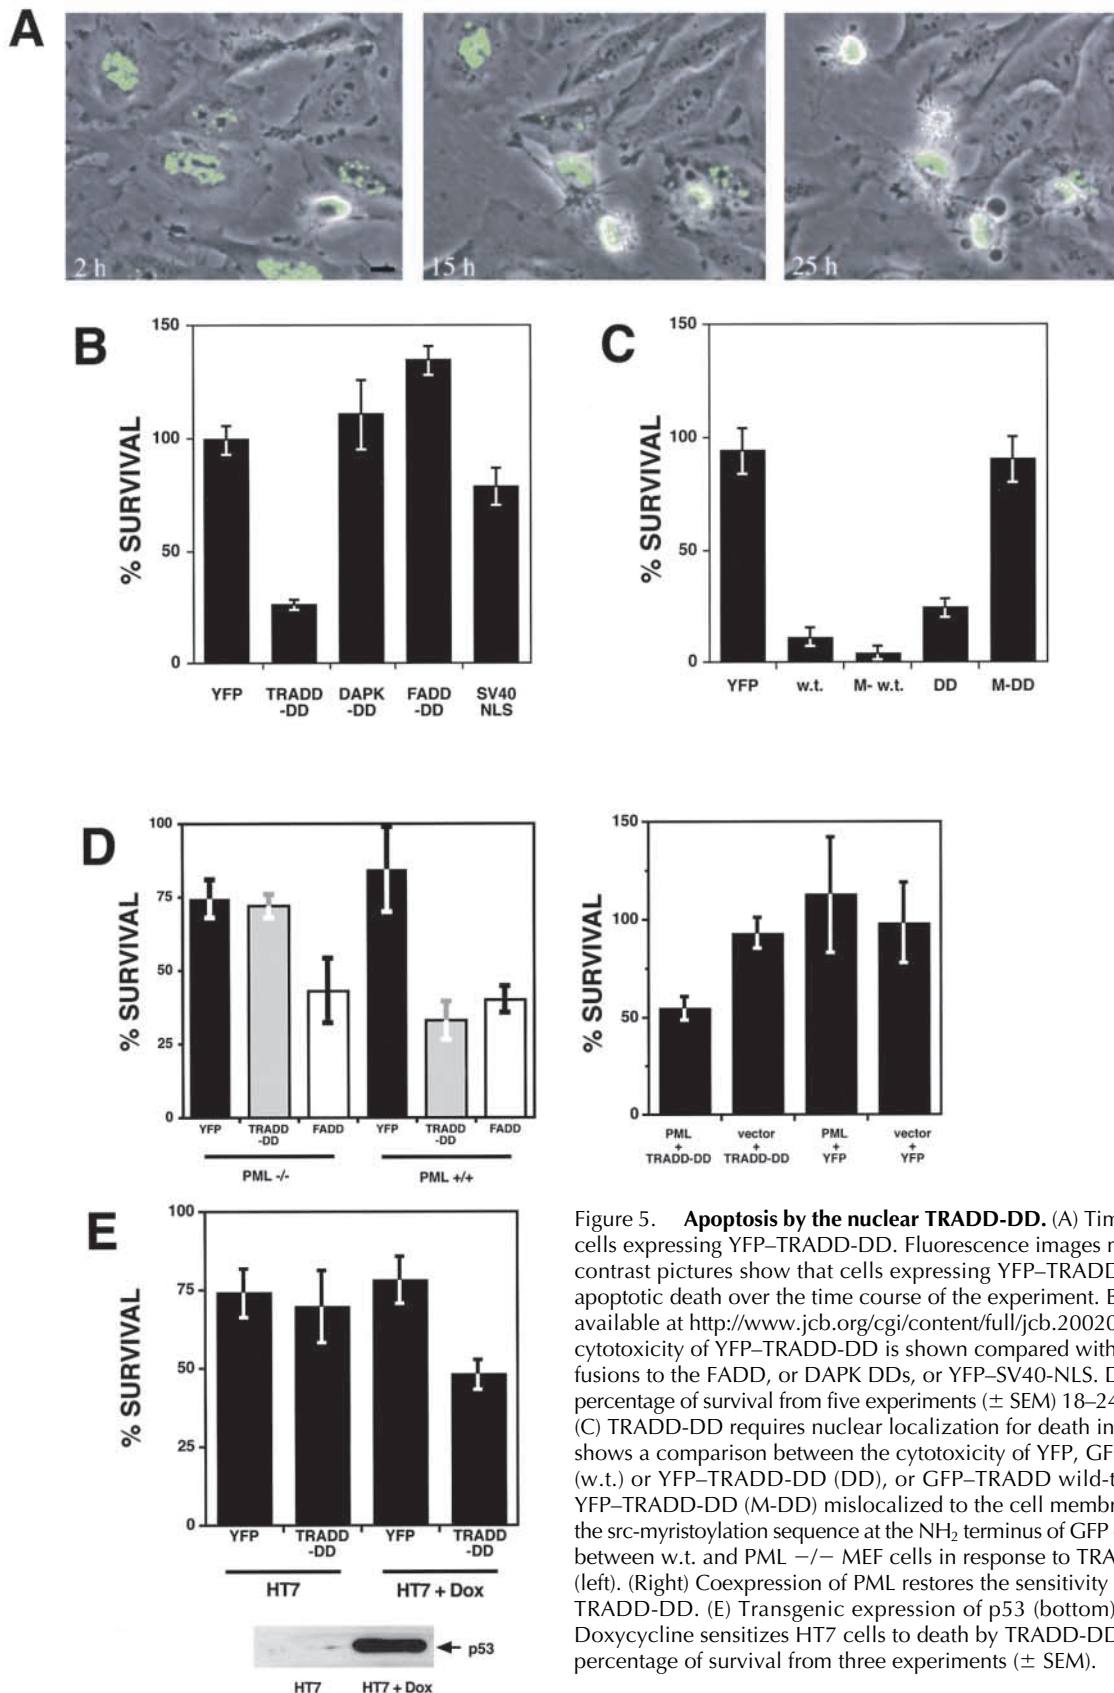 A
2 h
15 h
25 h
B
% SURVIVAL
150
100
50
0
YFP TRADD -DD DAPK -DD FADD -DD SV40 NLS
C
% SURVIVAL
150
100
50
0
YFP w.t. M- w.t. DD M-DD
D
% SURVIVAL
100
75
50
25
0
YFP TRADD -DD FADD YFP TRADD -DD FADD
PML -/- PML +/+
% SURVIVAL
150
100
50
0
PML + TRADD-DD vector + TRADD-DD PML + YFP vector + YFP
E
% SURVIVAL
100
75
50
25
0
YFP TRADD -DD YFP TRADD -DD
HT7 HT7 + Dox
p53
HT7 HT7 + Dox
Figure 5. Apoptosis by the nuclear TRADD-DD. (A) Tim
cells expressing YFP–TRADD-DD. Fluorescence images m
contrast pictures show that cells expressing YFP–TRADD
apoptotic death over the time course of the experiment. B
available at http://www.jcb.org/cgi/content/full/jcb.20020
cytotoxicity of YFP–TRADD-DD is shown compared with
fusions to the FADD, or DAPK DDs, or YFP–SV40-NLS. D
percentage of survival from five experiments (± SEM) 18–24
(C) TRADD-DD requires nuclear localization for death in
shows a comparison between the cytotoxicity of YFP, GF
(w.t.) or YFP–TRADD-DD (DD), or GFP–TRADD wild-t
YFP–TRADD-DD (M-DD) mislocalized to the cell membr
the src-myristoylation sequence at the NH2 terminus of GFP
between w.t. and PML −/− MEF cells in response to TRA
(left). (Right) Coexpression of PML restores the sensitivity
TRADD-DD. (E) Transgenic expression of p53 (bottom)
Doxycycline sensitizes HT7 cells to death by TRADD-DD
percentage of survival from three experiments (± SEM).